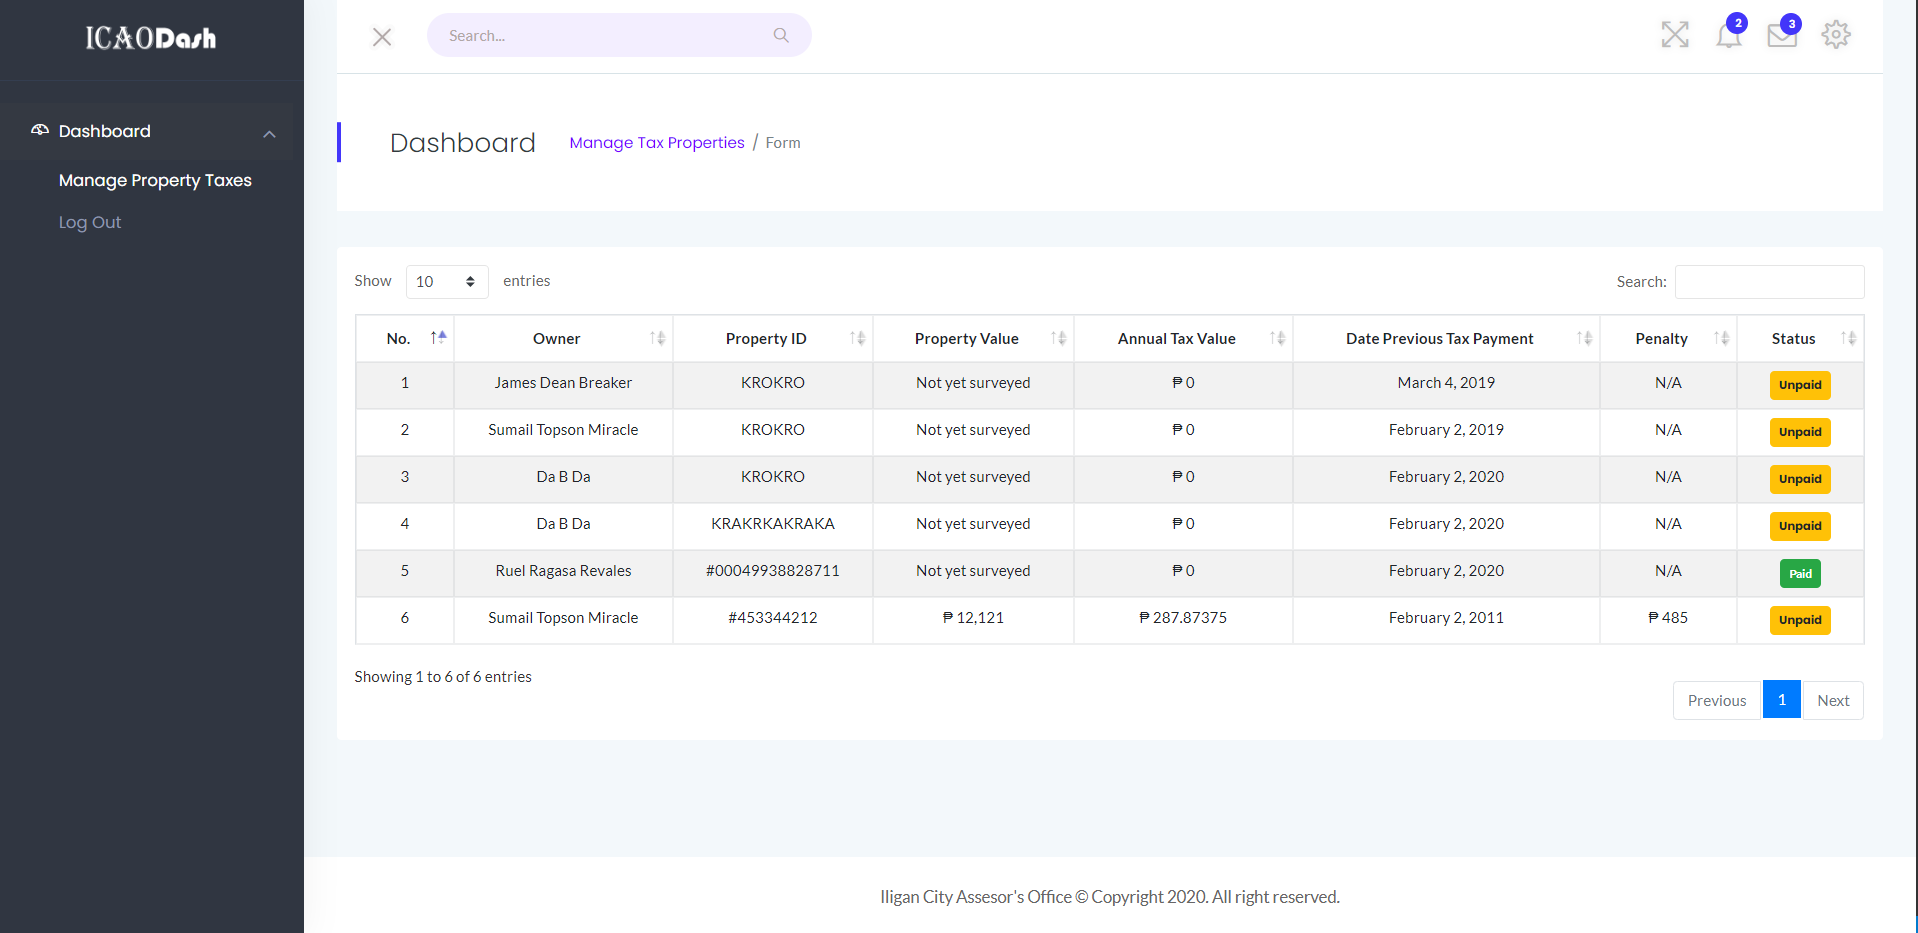 ICAODash
Search...
2
3
Dashboard
Manage Property Taxes
Log Out
Dashboard
Manage Tax Properties / Form
Show 10 entries
Search:
No. Owner Property ID Property Value Annual Tax Value Date Previous Tax Payment Penalty Status
1 James Dean Breaker KROKRO Not yet surveyed ₱ 0 March 4, 2019 N/A Unpaid
2 Sumail Topson Miracle KROKRO Not yet surveyed ₱ 0 February 2, 2019 N/A Unpaid
3 Da B Da KROKRO Not yet surveyed ₱ 0 February 2, 2020 N/A Unpaid
4 Da B Da KRAKRKAKRAKA Not yet surveyed ₱ 0 February 2, 2020 N/A Unpaid
5 Ruel Ragasa Revales #00049938828711 Not yet surveyed ₱ 0 February 2, 2020 N/A Paid
6 Sumail Topson Miracle #453344212 ₱ 12,121 ₱ 287.87375 February 2, 2011 ₱ 485 Unpaid
Showing 1 to 6 of 6 entries
Previous 1 Next
Iligan City Assesor's Office © Copyright 2020. All right reserved.